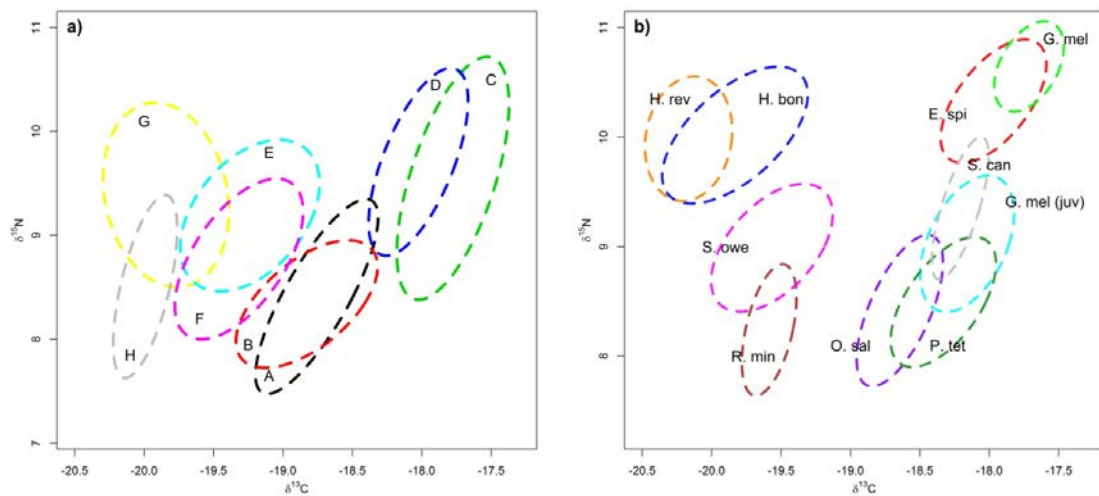 a)
11
10
9
8
7
δ¹⁵N
G
E
D
C
F
B
H
A
-20.5 -20.0 -19.5 -19.0 -18.5 -18.0 -17.5
δ¹³C
b)
11
10
9
8
δ¹⁵N
G. mel
H. rev
H. bon
E. spi
S. can
G. mel (juv)
S. owe
R. min
O. sal
P. tet
-20.5 -20.0 -19.5 -19.0 -18.5 -18.0 -17.5
δ¹³C